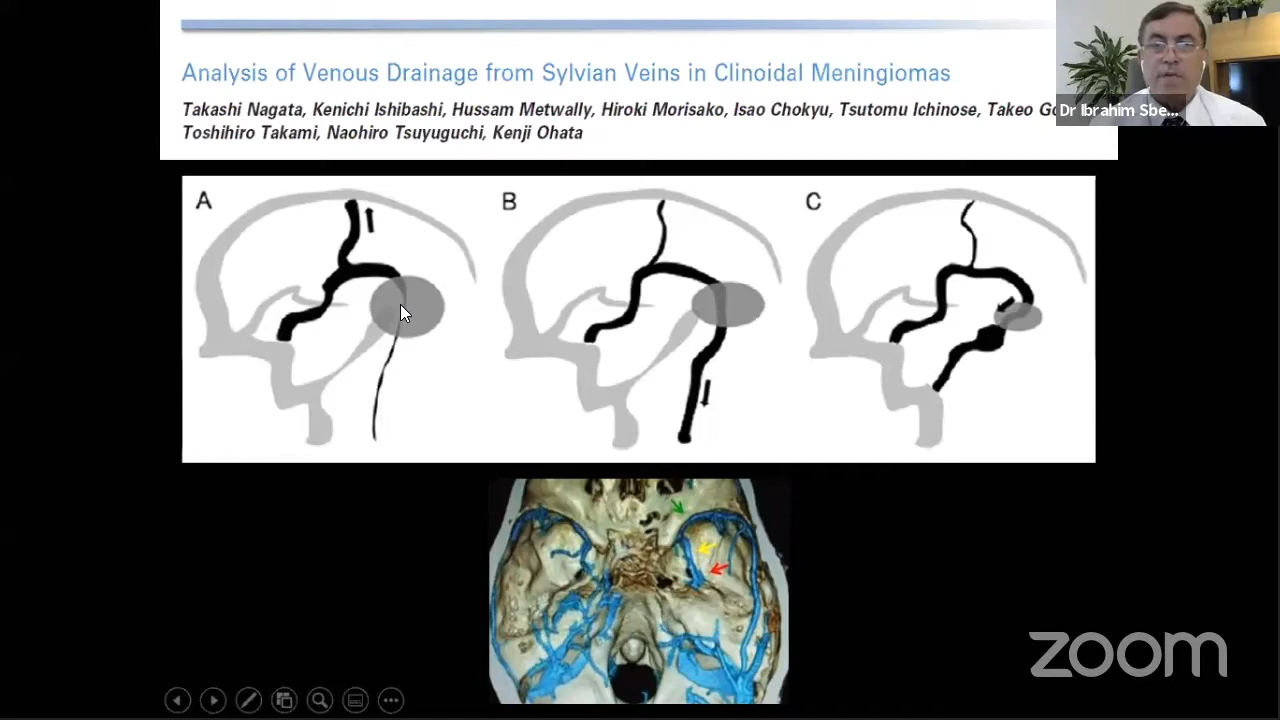 Analysis of Venous Drainage from Sylvian Veins in Clinoidal Meningiomas
Takashi Nagata, Kenichi Ishibashi, Hussam Metwally, Hiroki Morisako, Isao Chokyu, Tsutomu Ichinose, Takeo
Toshihiro Takami, Naohiro Tsuyuguchi, Kenji Ohata
Dr Ibrahim Sbe...
A
B
C
zoom